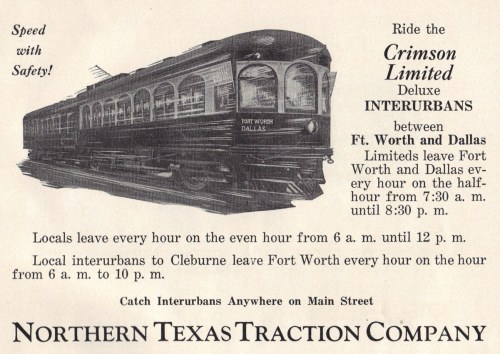 Speed
with
Safety!
FORT WORTH
DALLAS
Ride the
Crimson
Limited
Deluxe
INTERURBANS
between
Ft. Worth and Dallas
Limiteds leave Fort
Worth and Dallas ev-
ery hour on the half-
hour from 7:30 a. m.
until 8:30 p. m.
Locals leave every hour on the even hour from 6 a. m. until 12 p. m.
Local interurbans to Cleburne leave Fort Worth every hour on the hour
from 6 a. m. to 10 p. m.
Catch Interurbans Anywhere on Main Street
NORTHERN TEXAS TRACTION COMPANY